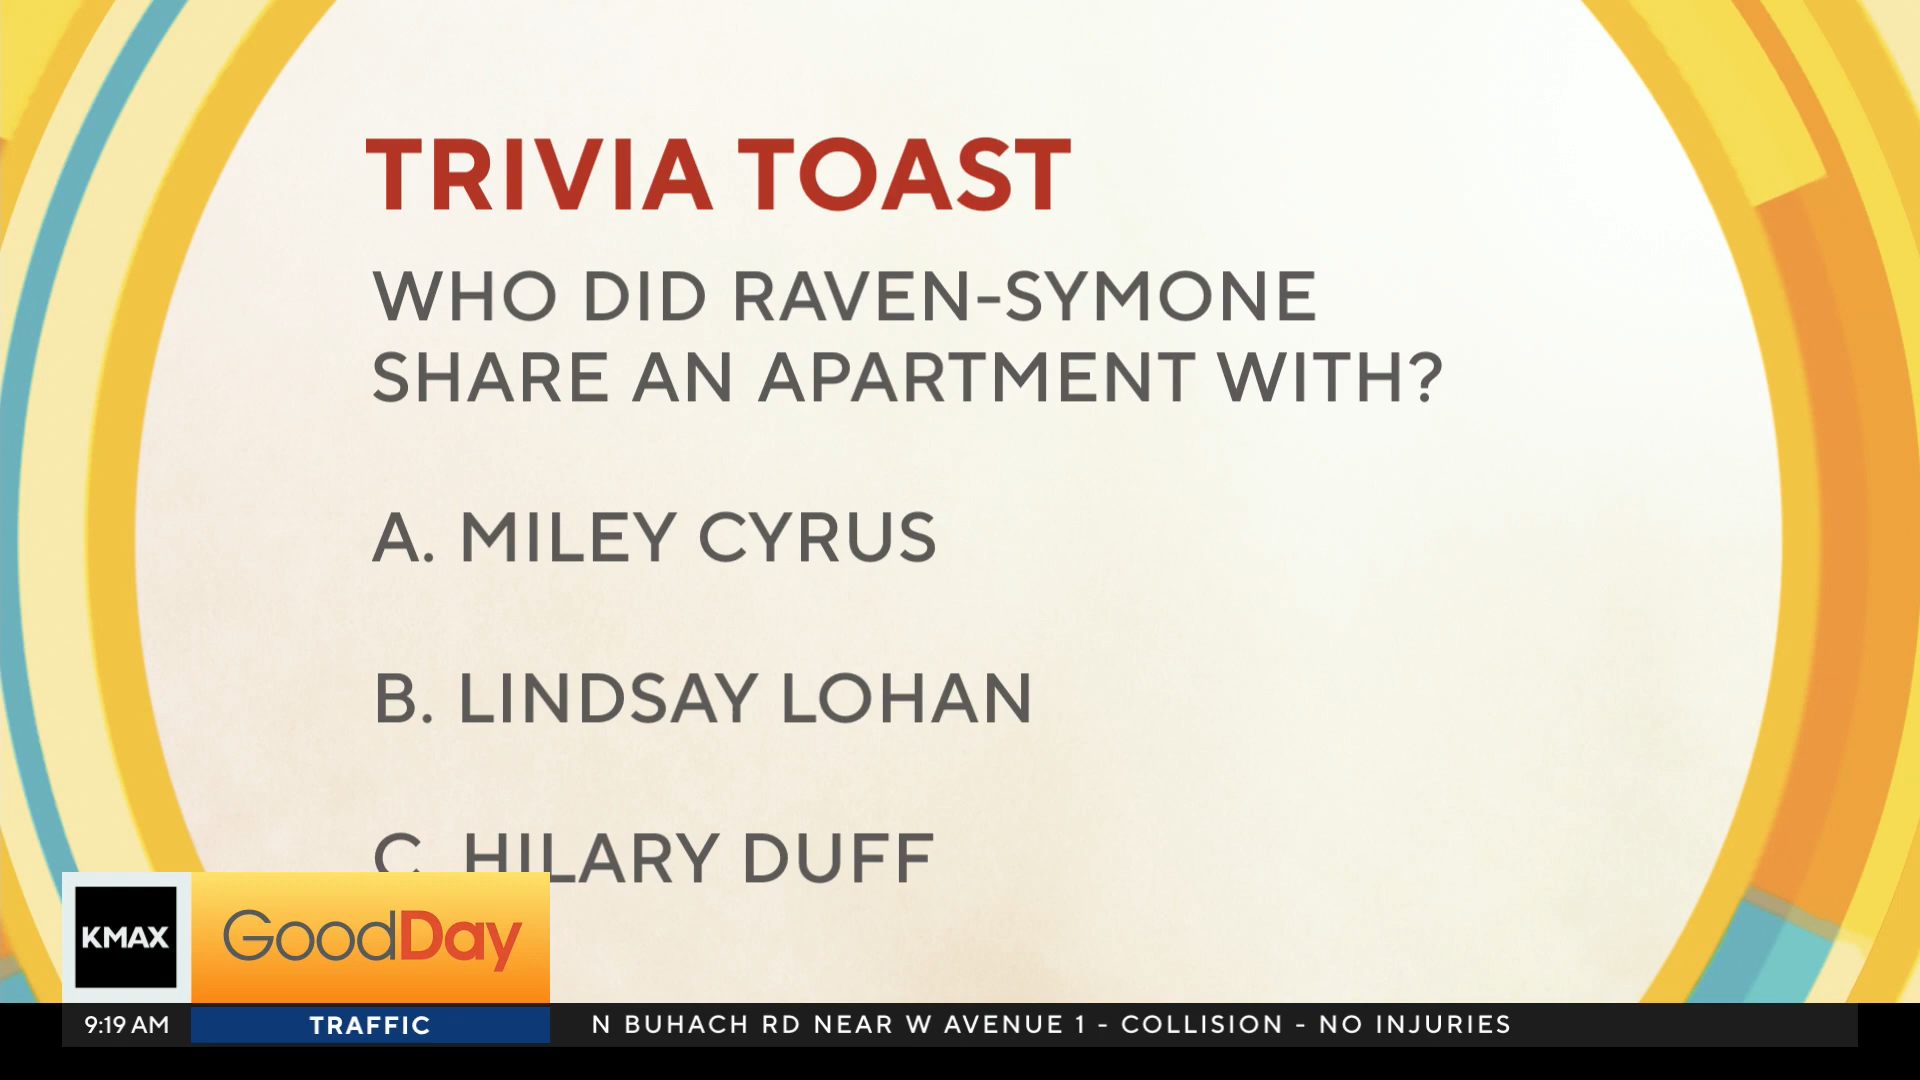 TRIVIA TOAST
WHO DID RAVEN-SYMONE
SHARE AN APARTMENT WITH?
A. MILEY CYRUS
B. LINDSAY LOHAN
C. HILARY DUFF
KMAX
GoodDay
9:19 AM
TRAFFIC
N BUHACH RD NEAR W AVENUE 1 - COLLISION - NO INJURIES